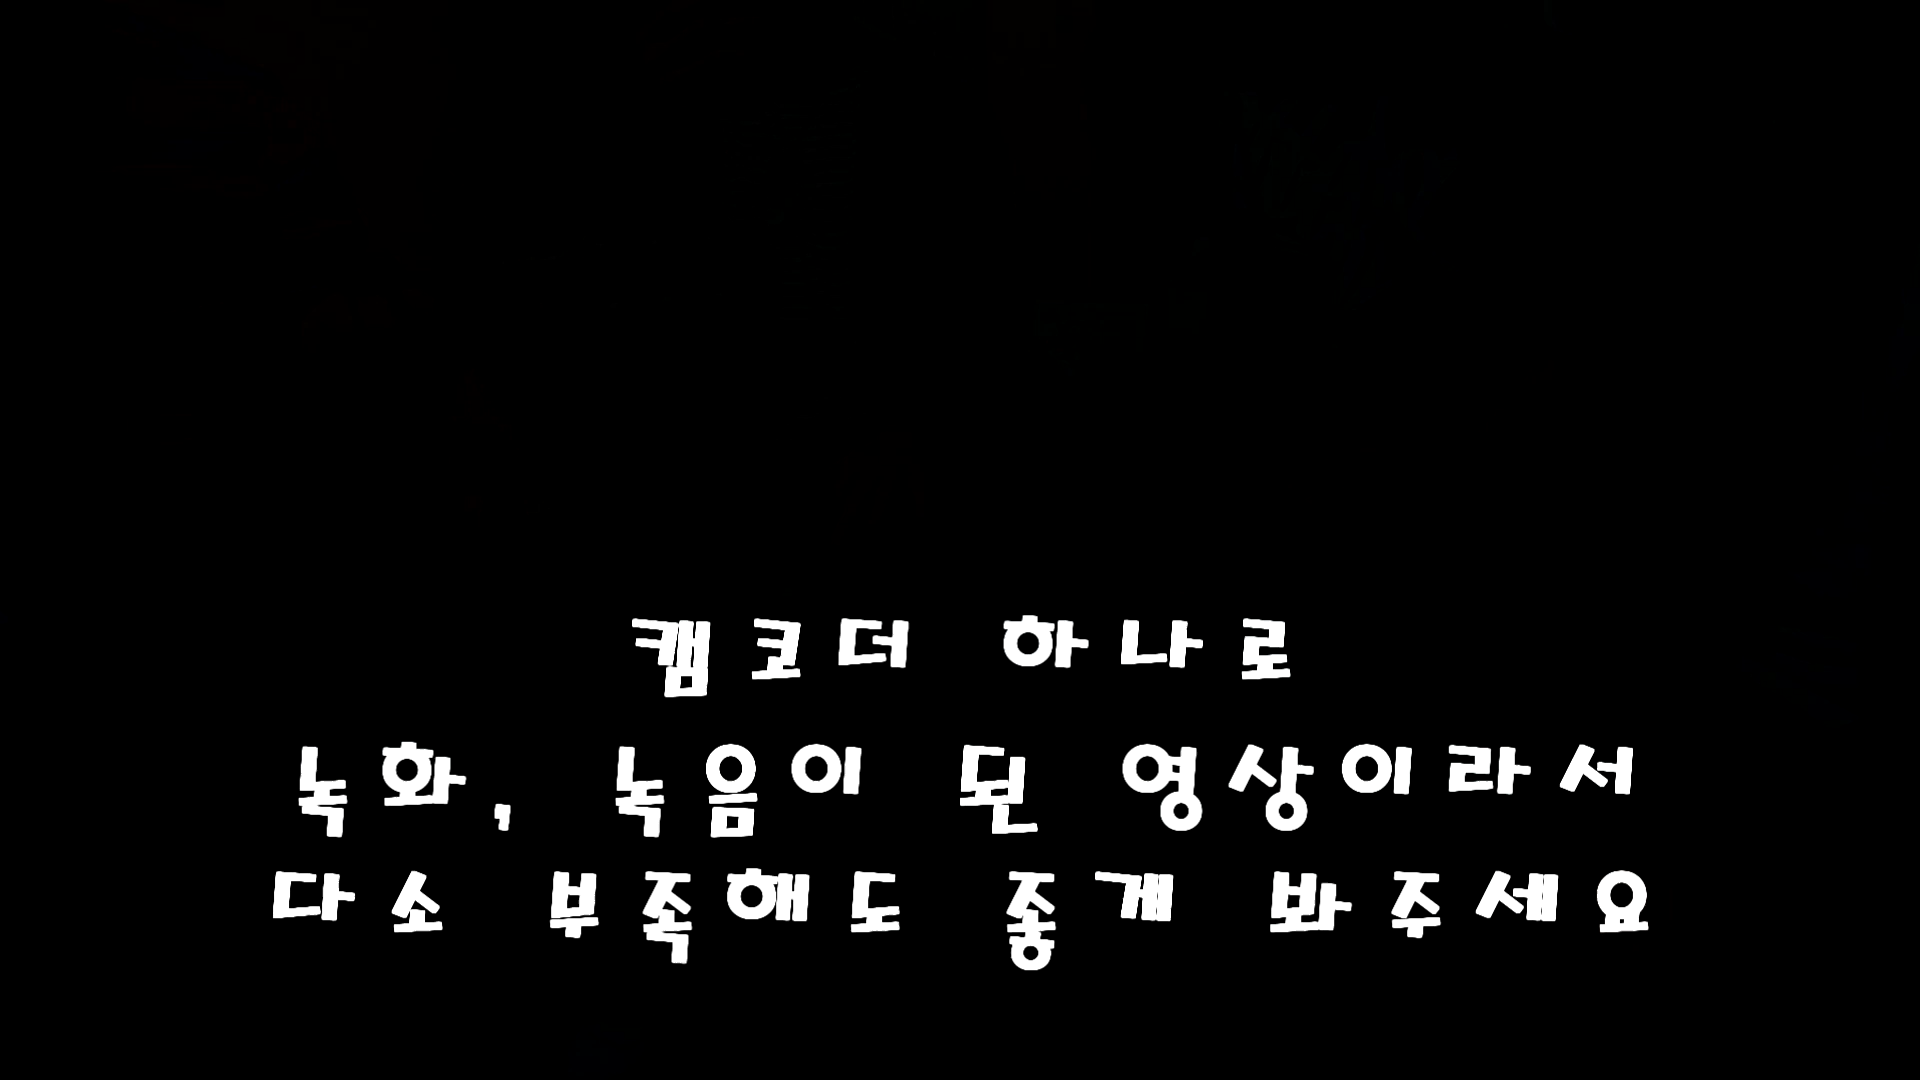 캠코더 하나로
녹화, 녹음이 된 영상이라서
다소 부족해도 좋게 봐주세요